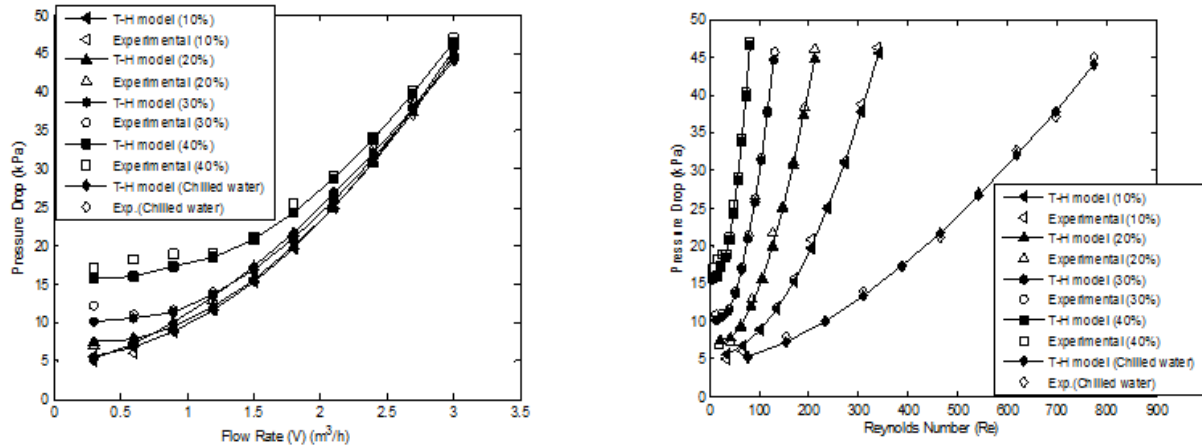 50
45
40
35
30
25
20
15
10
5
0
Pressure Drop (kPa)
T-H model (10%)
Experimental (10%)
T-H model (20%)
Experimental (20%)
T-H model (30%)
Experimental (30%)
T-H model (40%)
Experimental (40%)
T-H model (Chilled water)
Exp.(Chilled water)
0 0.5 1 1.5 2 2.5 3 3.5
Flow Rate (V) (m³/h)
50
45
40
35
30
25
20
15
10
5
0
Pressure Drop (kPa)
T-H model (10%)
Experimental (10%)
T-H model (20%)
Experimental (20%)
T-H model (30%)
Experimental (30%)
T-H model (40%)
Experimental (40%)
T-H model (Chilled water)
Exp.(Chilled water)
0 100 200 300 400 500 600 700 800 900
Reynolds Number (Re)